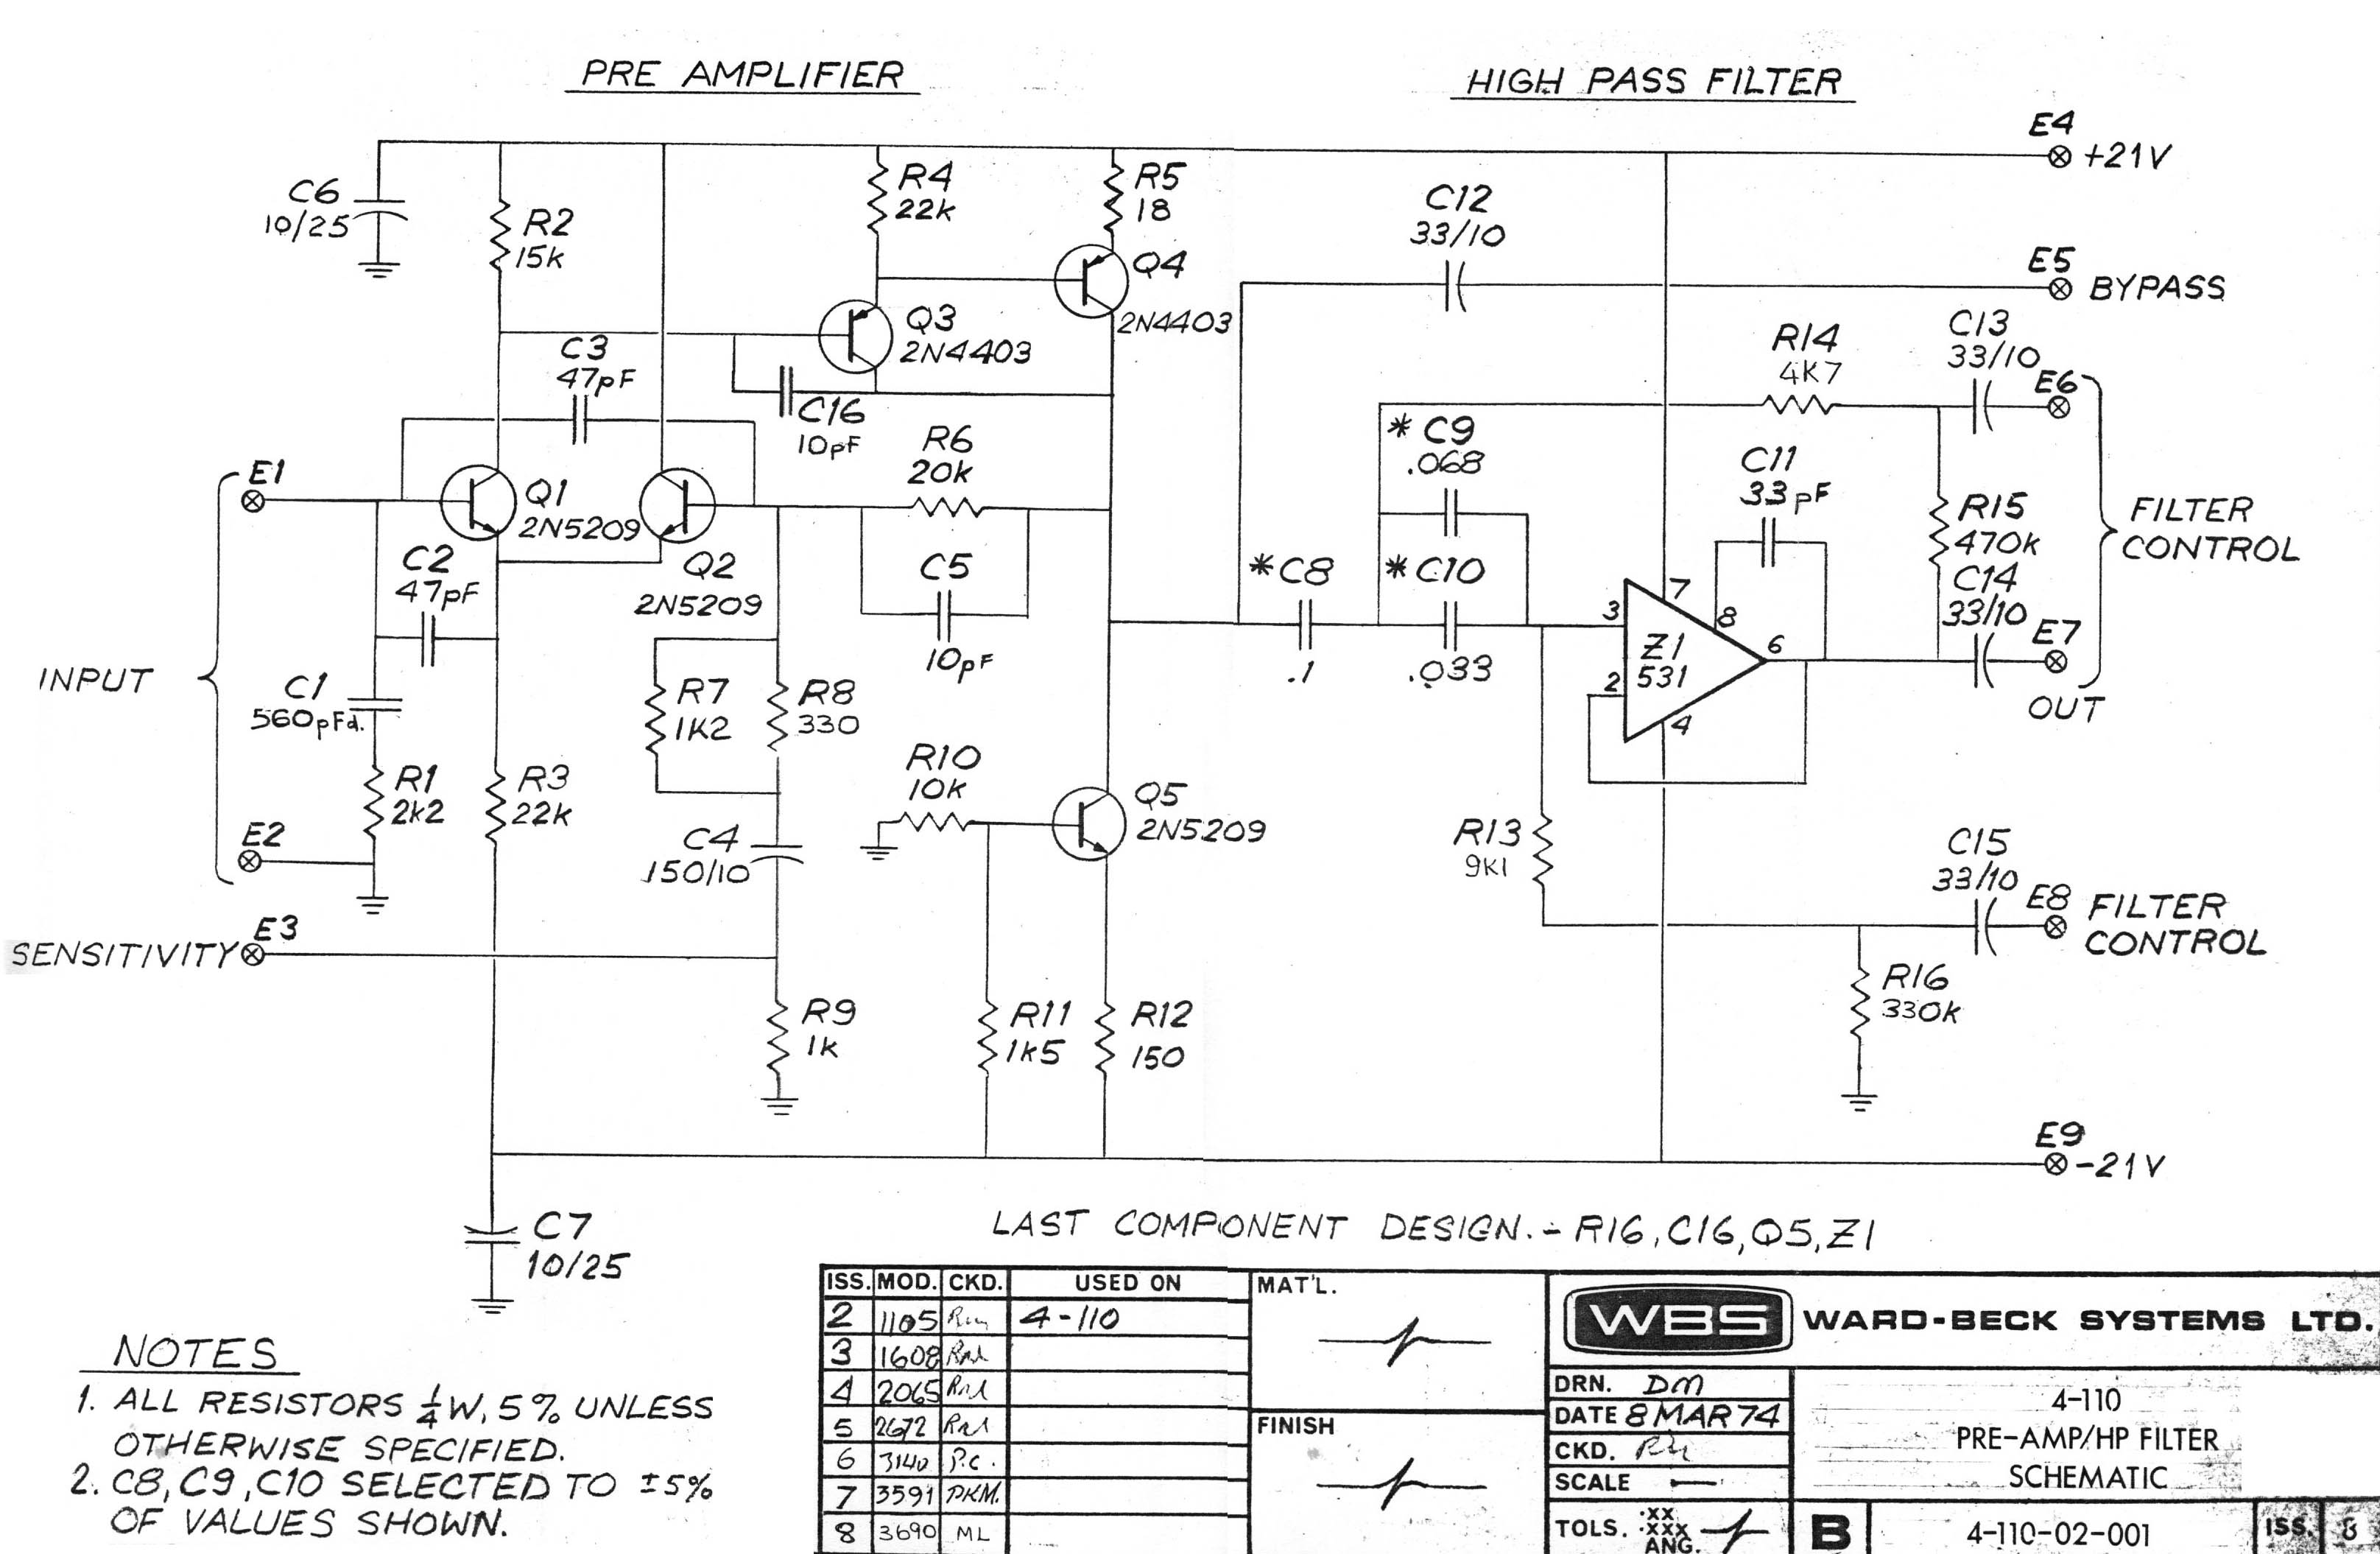 PRE AMPLIFIER
HIGH PASS FILTER
E4
+21V
C6
10/25
R2
15k
R4
22k
R5
18
Q4
2N4403
C12
33/10
E5
BYPASS
Q3
2N4403
C3
47pF
C16
10pF
R14
4K7
C13
33/10
E6
R6
20k
* C9
.068
C11
33pF
R15
470k
FILTER
CONTROL
E1
Q1
2N5209
C2
47pF
Q2
2N5209
C5
10pF
*C8
.1
*C10
.033
3
7
8
Z1
531
6
2
4
C14
33/10
E7
OUT
INPUT
C1
560pFd.
R7
1K2
R8
330
R1
2k2
R3
22k
R10
10k
Q5
2N5209
E2
C4
150/10
R13
9K1
C15
33/10
E8
FILTER
CONTROL
SENSITIVITY
E3
R9
1k
R11
1k5
R12
150
R16
330k
E9
-21V
C7
10/25
LAST COMPONENT DESIGN.- R16, C16, Q5, Z1
NOTES
1. ALL RESISTORS 1/4 W, 5% UNLESS
OTHERWISE SPECIFIED.
2. C8, C9, C10 SELECTED TO ±5%
OF VALUES SHOWN.
ISS. MOD. CKD. USED ON
2 1105 4-110
3 1608
4 2065
5 2672
6 3140 P.C.
7 3591 PKM.
8 3690 ML
MAT'L.
FINISH
WBS WARD-BECK SYSTEMS LTD.
DRN. DM
DATE 8 MAR 74
CKD.
SCALE
TOLS. .XX
.XXX
ANG.
4-110
PRE-AMP/HP FILTER
SCHEMATIC
B 4-110-02-001 ISS. 8